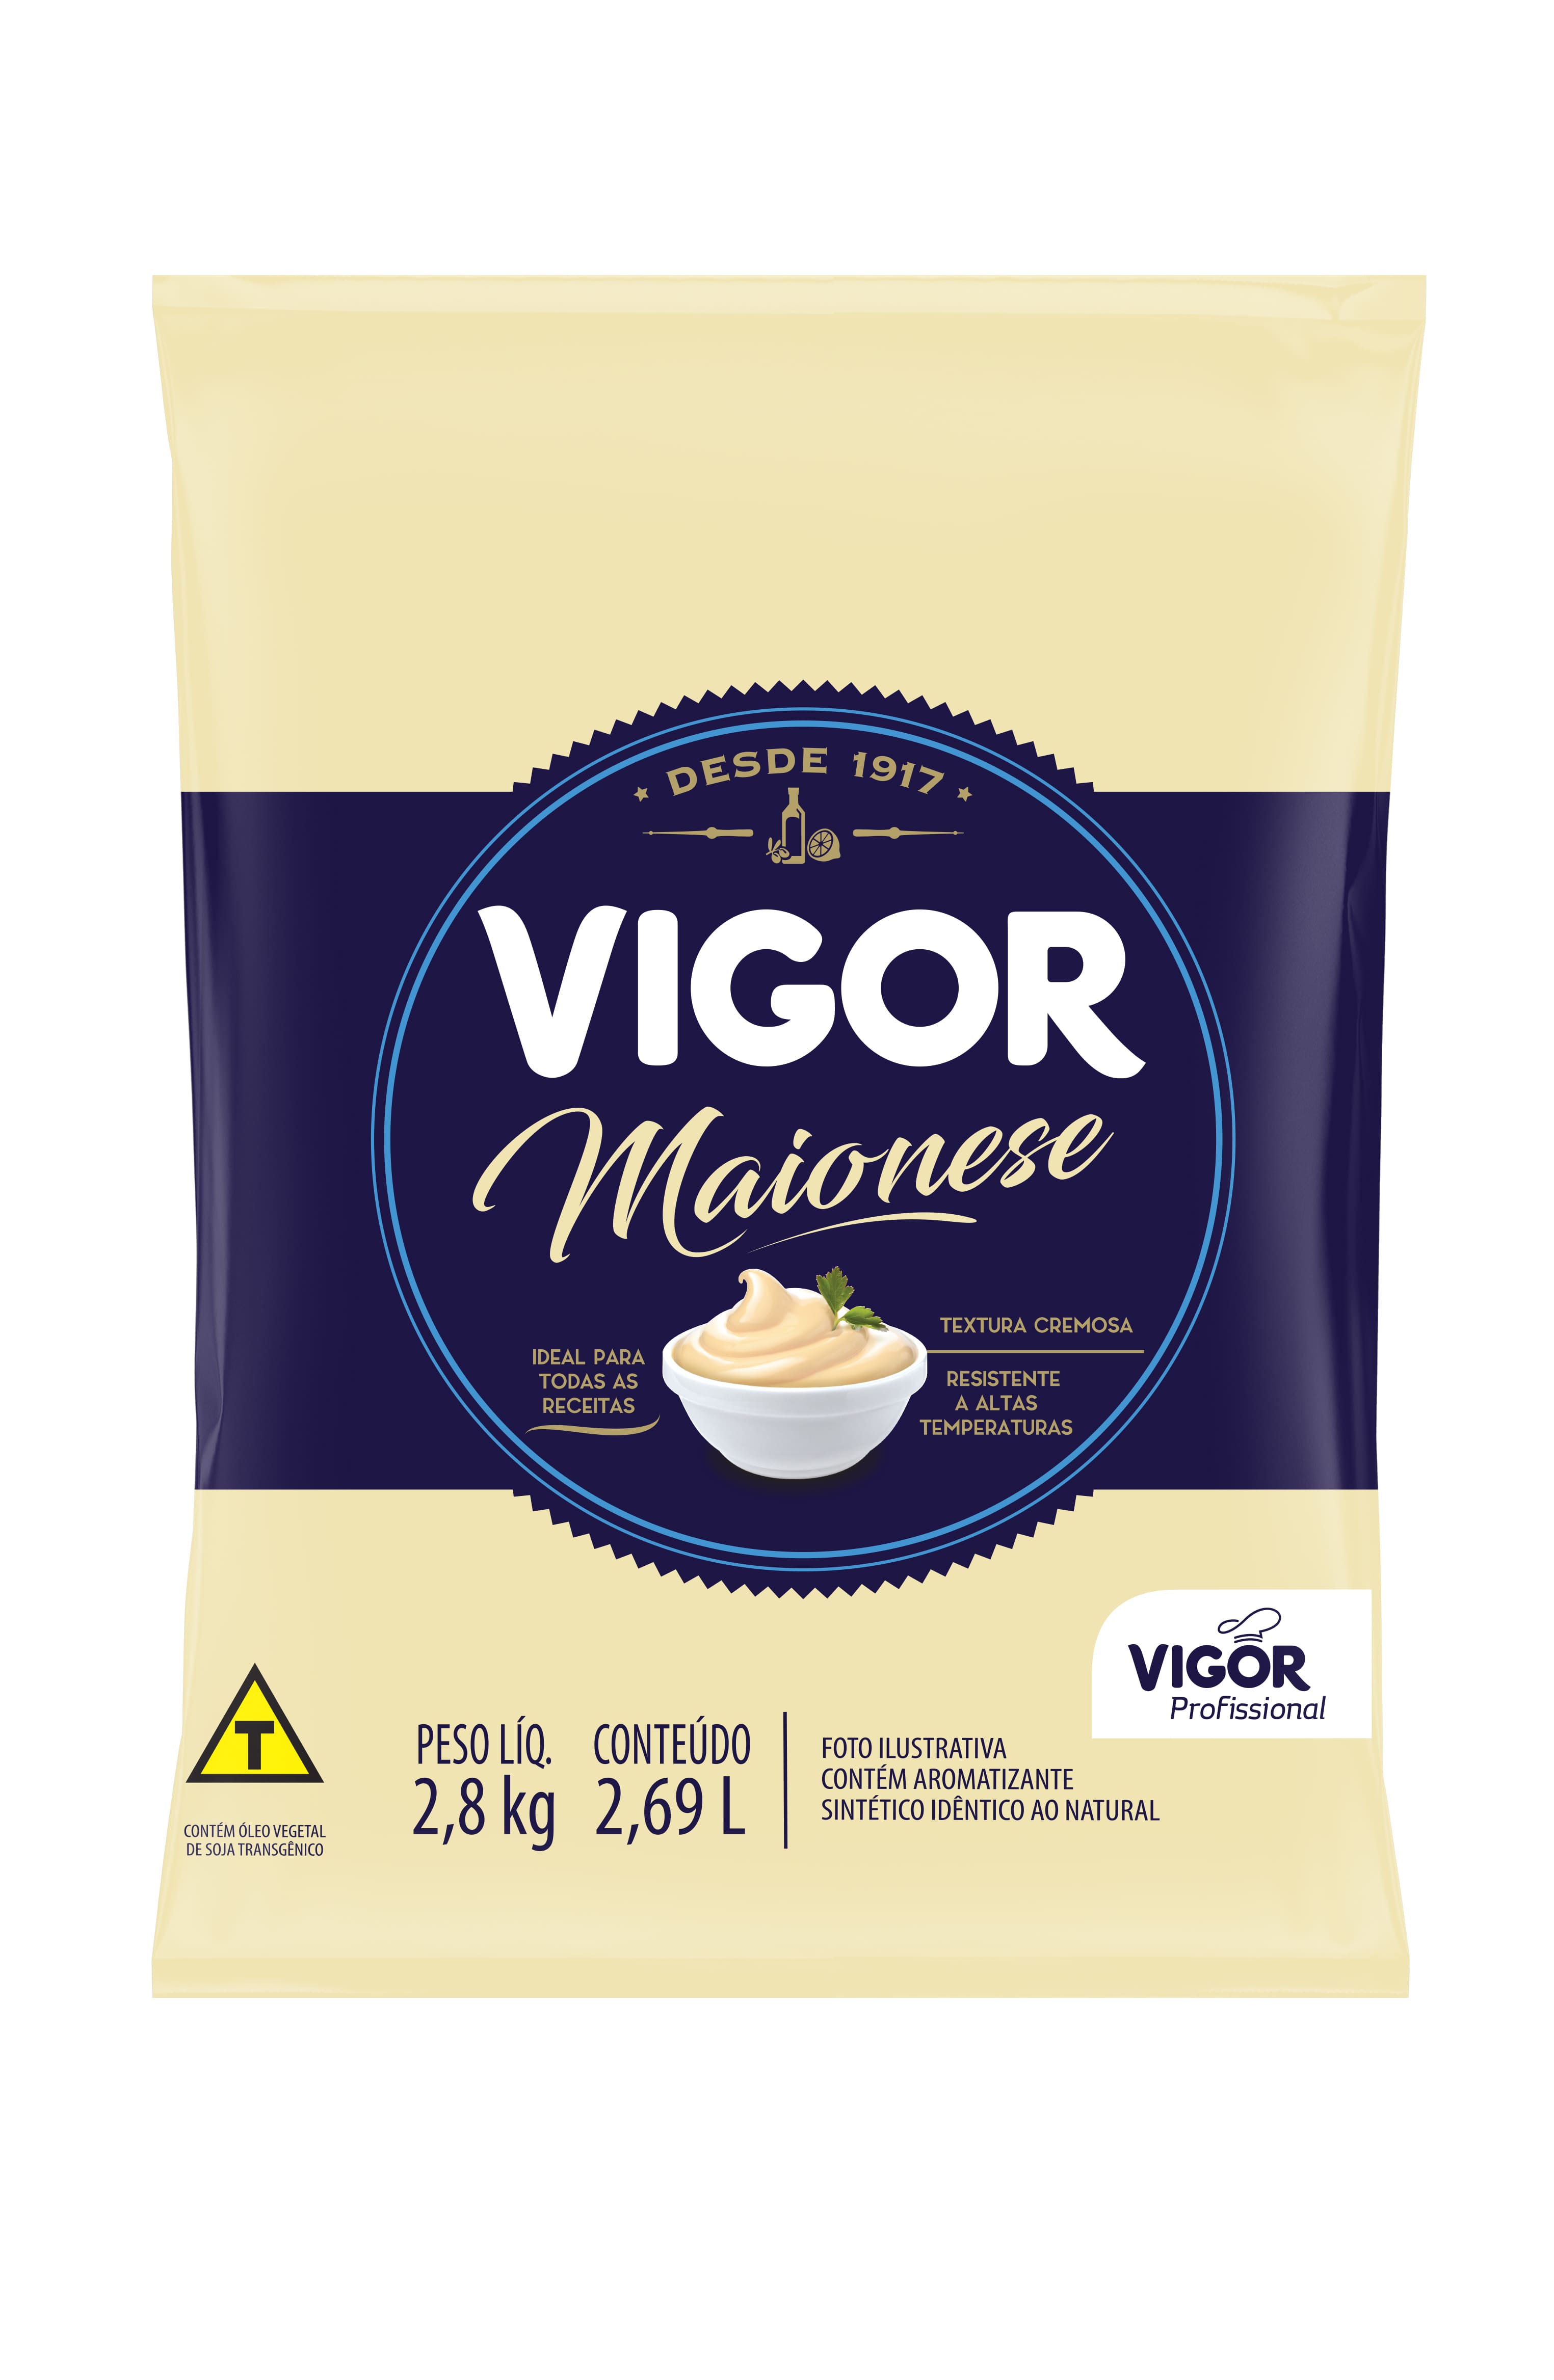 DESDE 1917
VIGOR
Maionese
IDEAL PARA
TODAS AS
RECEITAS
TEXTURA CREMOSA
RESISTENTE
A ALTAS
TEMPERATURAS
VIGOR
Profissional
T
CONTÉM ÓLEO VEGETAL
DE SOJA TRANSGÊNICO
PESO LÍQ.
2,8 kg
CONTEÚDO
2,69 L
FOTO ILUSTRATIVA
CONTÉM AROMATIZANTE
SINTÉTICO IDÊNTICO AO NATURAL